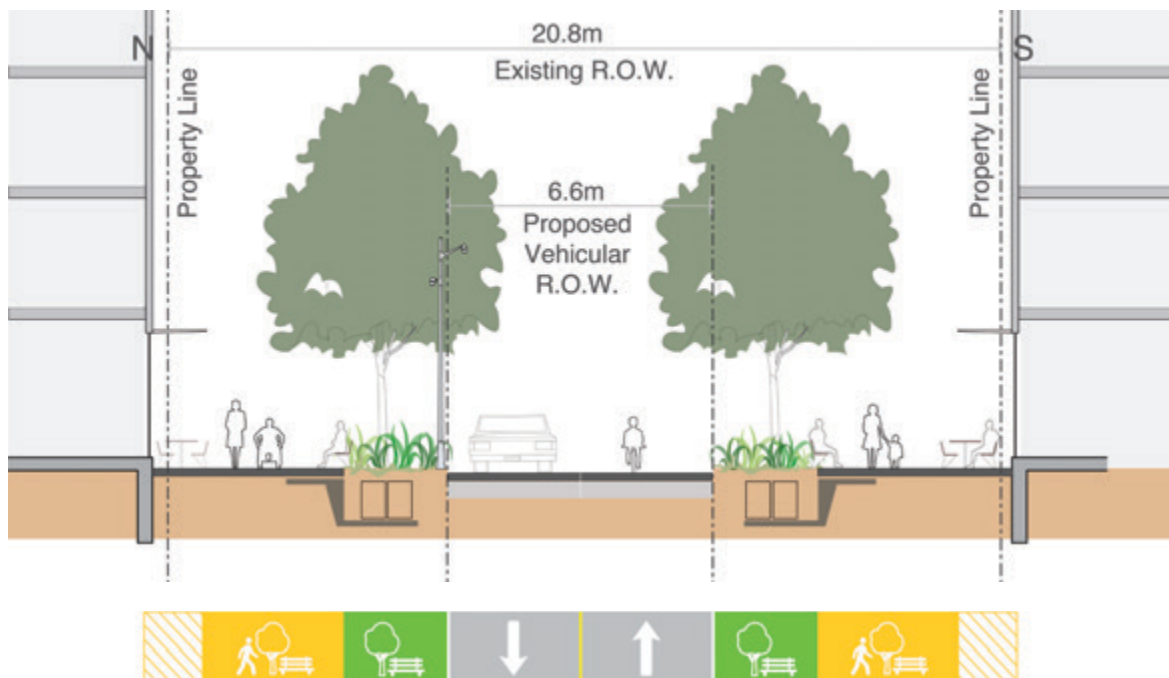 20.8m
N
S
Existing R.O.W.
Property Line
Property Line
6.6m
Proposed
Vehicular
R.O.W.